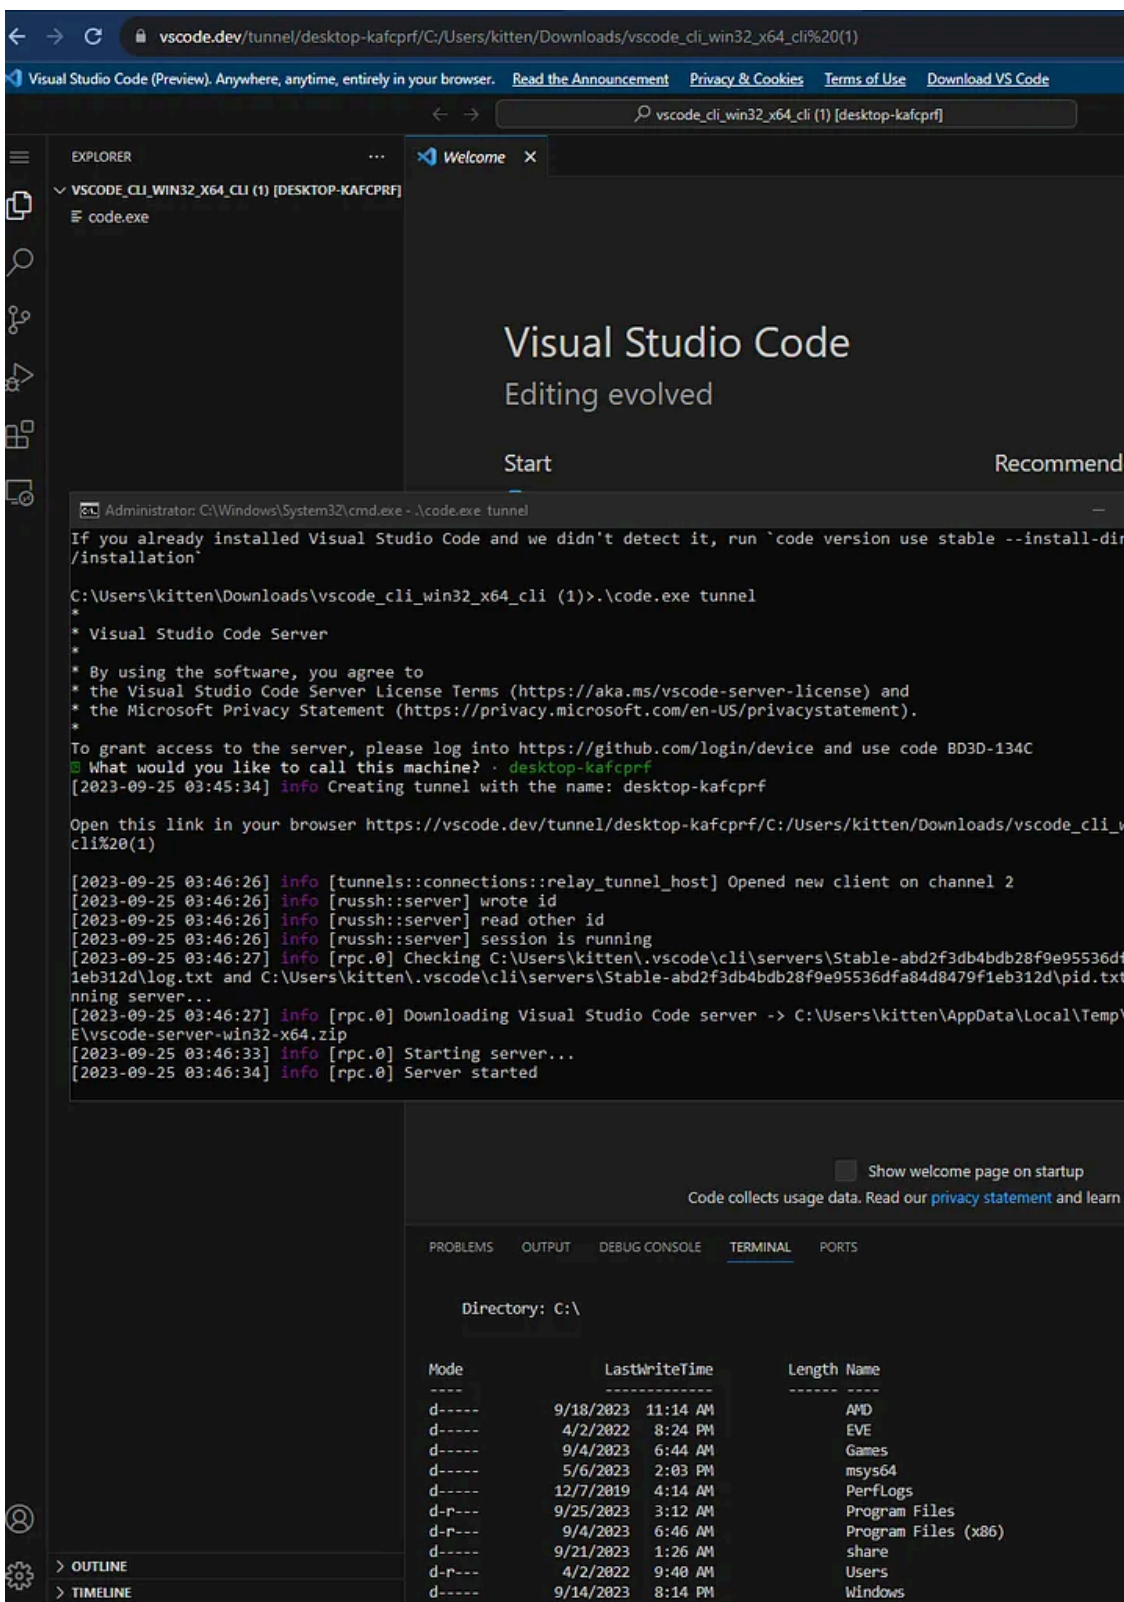 vscode.dev/tunnel/desktop-kafcprf/C:/Users/kitten/Downloads/vscode_cli_win32_x64_cli%20(1)
Visual Studio Code (Preview). Anywhere, anytime, entirely in your browser. Read the Announcement Privacy & Cookies Terms of Use Download VS Code
vscode_cli_win32_x64_cli (1) [desktop-kafcprf]
EXPLORER
Welcome
VSCODE_CLI_WIN32_X64_CLI (1) [DESKTOP-KAFCPRF]
code.exe
Visual Studio Code
Editing evolved
Start Recommend
Administrator: C:\Windows\System32\cmd.exe - .\code.exe tunnel
If you already installed Visual Studio Code and we didn't detect it, run `code version use stable --install-dir
/installation`
C:\Users\kitten\Downloads\vscode_cli_win32_x64_cli (1)>.\code.exe tunnel
*
* Visual Studio Code Server
*
* By using the software, you agree to
* the Visual Studio Code Server License Terms (https://aka.ms/vscode-server-license) and
* the Microsoft Privacy Statement (https://privacy.microsoft.com/en-US/privacystatement).
*
To grant access to the server, please log into https://github.com/login/device and use code BD3D-134C
What would you like to call this machine? · desktop-kafcprf
[2023-09-25 03:45:34] info Creating tunnel with the name: desktop-kafcprf
Open this link in your browser https://vscode.dev/tunnel/desktop-kafcprf/C:/Users/kitten/Downloads/vscode_cli_w
cli%20(1)
[2023-09-25 03:46:26] info [tunnels::connections::relay_tunnel_host] Opened new client on channel 2
[2023-09-25 03:46:26] info [russh::server] wrote id
[2023-09-25 03:46:26] info [russh::server] read other id
[2023-09-25 03:46:26] info [russh::server] session is running
[2023-09-25 03:46:27] info [rpc.0] Checking C:\Users\kitten\.vscode\cli\servers\Stable-abd2f3db4bdb28f9e95536df
1eb312d\log.txt and C:\Users\kitten\.vscode\cli\servers\Stable-abd2f3db4bdb28f9e95536dfa84d8479f1eb312d\pid.txt
nning server...
[2023-09-25 03:46:27] info [rpc.0] Downloading Visual Studio Code server -> C:\Users\kitten\AppData\Local\Temp\
E\vscode-server-win32-x64.zip
[2023-09-25 03:46:33] info [rpc.0] Starting server...
[2023-09-25 03:46:34] info [rpc.0] Server started
Show welcome page on startup
Code collects usage data. Read our privacy statement and learn
PROBLEMS OUTPUT DEBUG CONSOLE TERMINAL PORTS
Directory: C:\
Mode LastWriteTime Length Name
---- ------------- ------ ----
d----- 9/18/2023 11:14 AM AMD
d----- 4/2/2022 8:24 PM EVE
d----- 9/4/2023 6:44 AM Games
d----- 5/6/2023 2:03 PM msys64
d----- 12/7/2019 4:14 AM PerfLogs
d-r--- 9/25/2023 3:12 AM Program Files
d-r--- 9/4/2023 6:46 AM Program Files (x86)
d----- 9/21/2023 1:26 AM share
d-r--- 4/2/2022 9:40 AM Users
d----- 9/14/2023 8:14 PM Windows
OUTLINE
TIMELINE